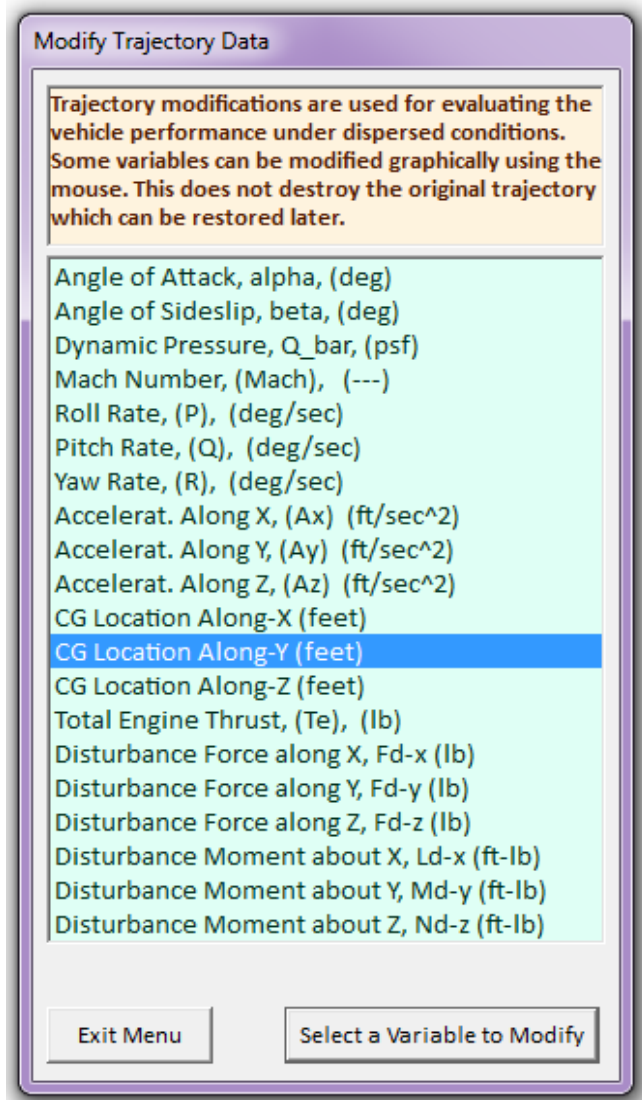 Modify Trajectory Data
Trajectory modifications are used for evaluating the
vehicle performance under dispersed conditions.
Some variables can be modified graphically using the
mouse. This does not destroy the original trajectory
which can be restored later.
Angle of Attack, alpha, (deg)
Angle of Sideslip, beta, (deg)
Dynamic Pressure, Q_bar, (psf)
Mach Number, (Mach),  (---)
Roll Rate, (P),  (deg/sec)
Pitch Rate, (Q),  (deg/sec)
Yaw Rate, (R),  (deg/sec)
Accelerat. Along X, (Ax)  (ft/sec^2)
Accelerat. Along Y, (Ay)  (ft/sec^2)
Accelerat. Along Z, (Az)  (ft/sec^2)
CG Location Along-X (feet)
CG Location Along-Y (feet)
CG Location Along-Z (feet)
Total Engine Thrust, (Te),  (lb)
Disturbance Force along X, Fd-x (lb)
Disturbance Force along Y, Fd-y (lb)
Disturbance Force along Z, Fd-z (lb)
Disturbance Moment about X, Ld-x (ft-lb)
Disturbance Moment about Y, Md-y (ft-lb)
Disturbance Moment about Z, Nd-z (ft-lb)
Exit Menu
Select a Variable to Modify